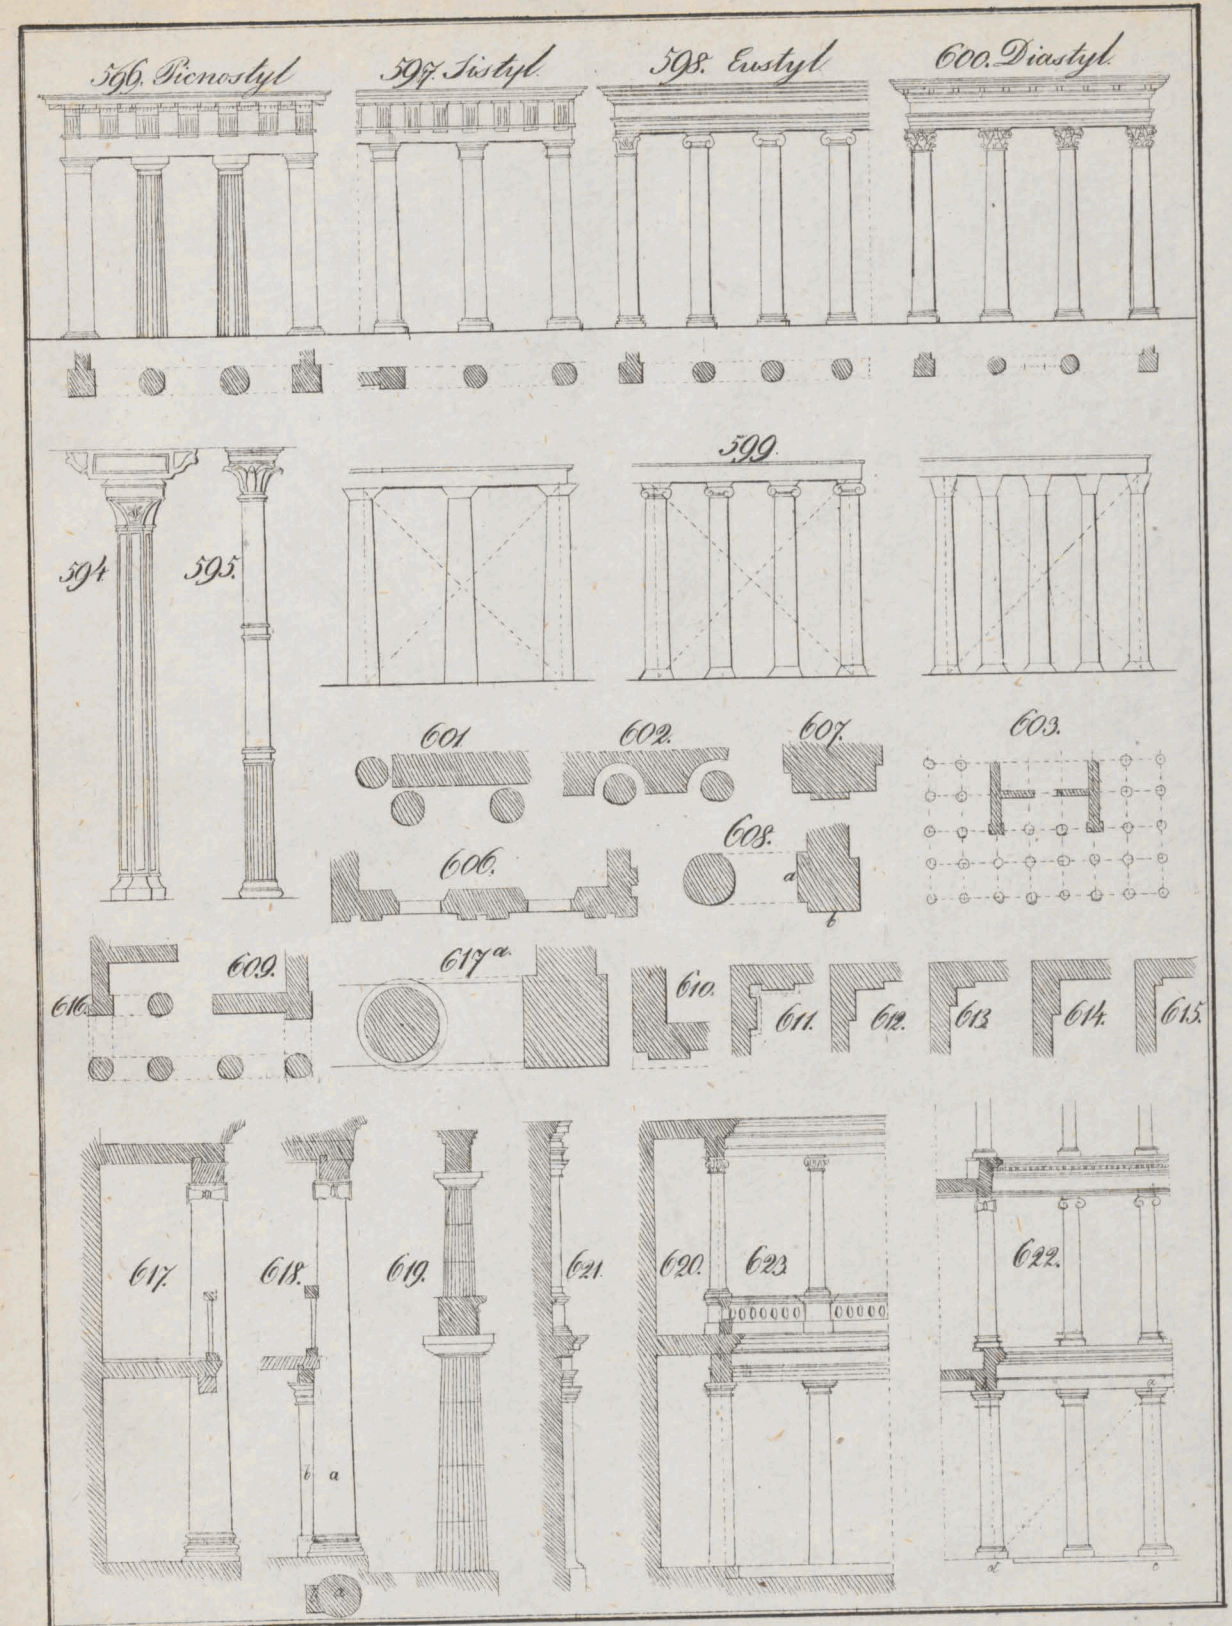 596. Picnostyl 597. Sistyl. 598. Eustyl 600. Diastyl.
599.
594 595.
601 602. 607. 603.
606. 608.
a
b
609. 617a.
616. 610. 611. 612. 613 614. 615.
617. 618. 619. 621. 620. 623. 622.
a
b a
d c
b a